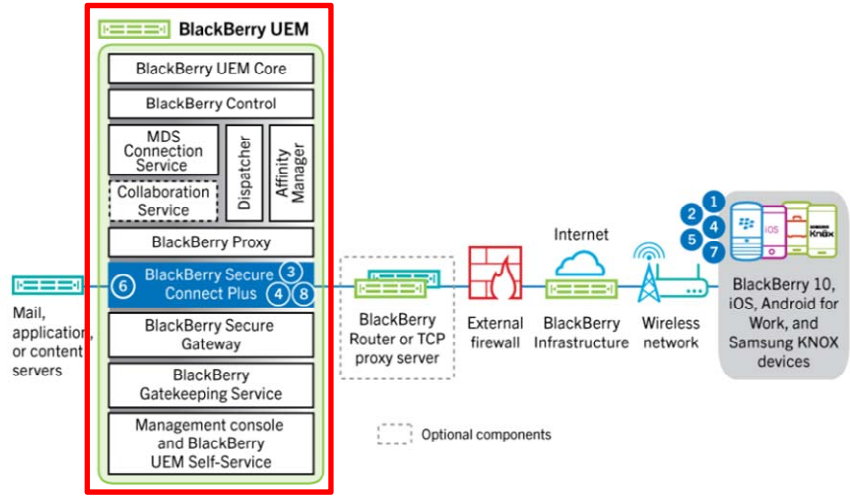 BlackBerry UEM
BlackBerry UEM Core
BlackBerry Control
MDS
Connection
Service
Dispatcher
Affinity
Manager
Collaboration
Service
BlackBerry Proxy
6
BlackBerry Secure
Connect Plus
3
4
8
BlackBerry Secure
Gateway
BlackBerry
Gatekeeping Service
Management console
and BlackBerry
UEM Self-Service
Mail,
application,
or content
servers
BlackBerry
Router or TCP
proxy server
External
firewall
Internet
BlackBerry
Infrastructure
Wireless
network
1
2
4
5
7
iOS
SAMSUNG
Knox
BlackBerry 10,
iOS, Android for
Work, and
Samsung KNOX
devices
Optional components